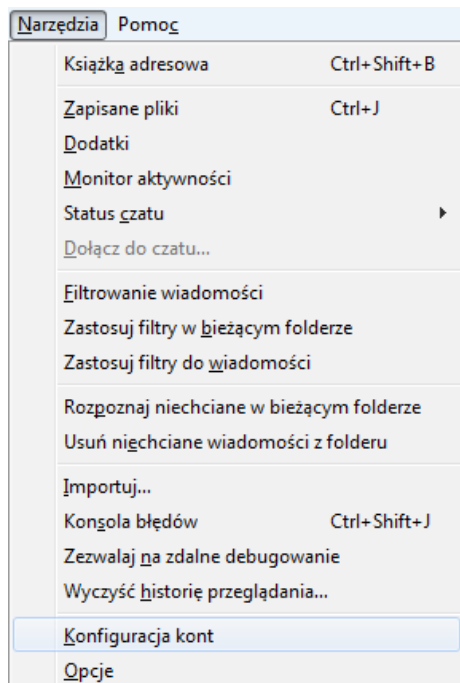 Narzędzia Pomoc
Książka adresowa Ctrl+Shift+B
Zapisane pliki Ctrl+J
Dodatki
Monitor aktywności
Status czatu
Dołącz do czatu...
Filtrowanie wiadomości
Zastosuj filtry w bieżącym folderze
Zastosuj filtry do wiadomości
Rozpoznaj niechciane w bieżącym folderze
Usuń niechciane wiadomości z folderu
Importuj...
Konsola błędów Ctrl+Shift+J
Zezwalaj na zdalne debugowanie
Wyczyść historię przeglądania...
Konfiguracja kont
Opcje